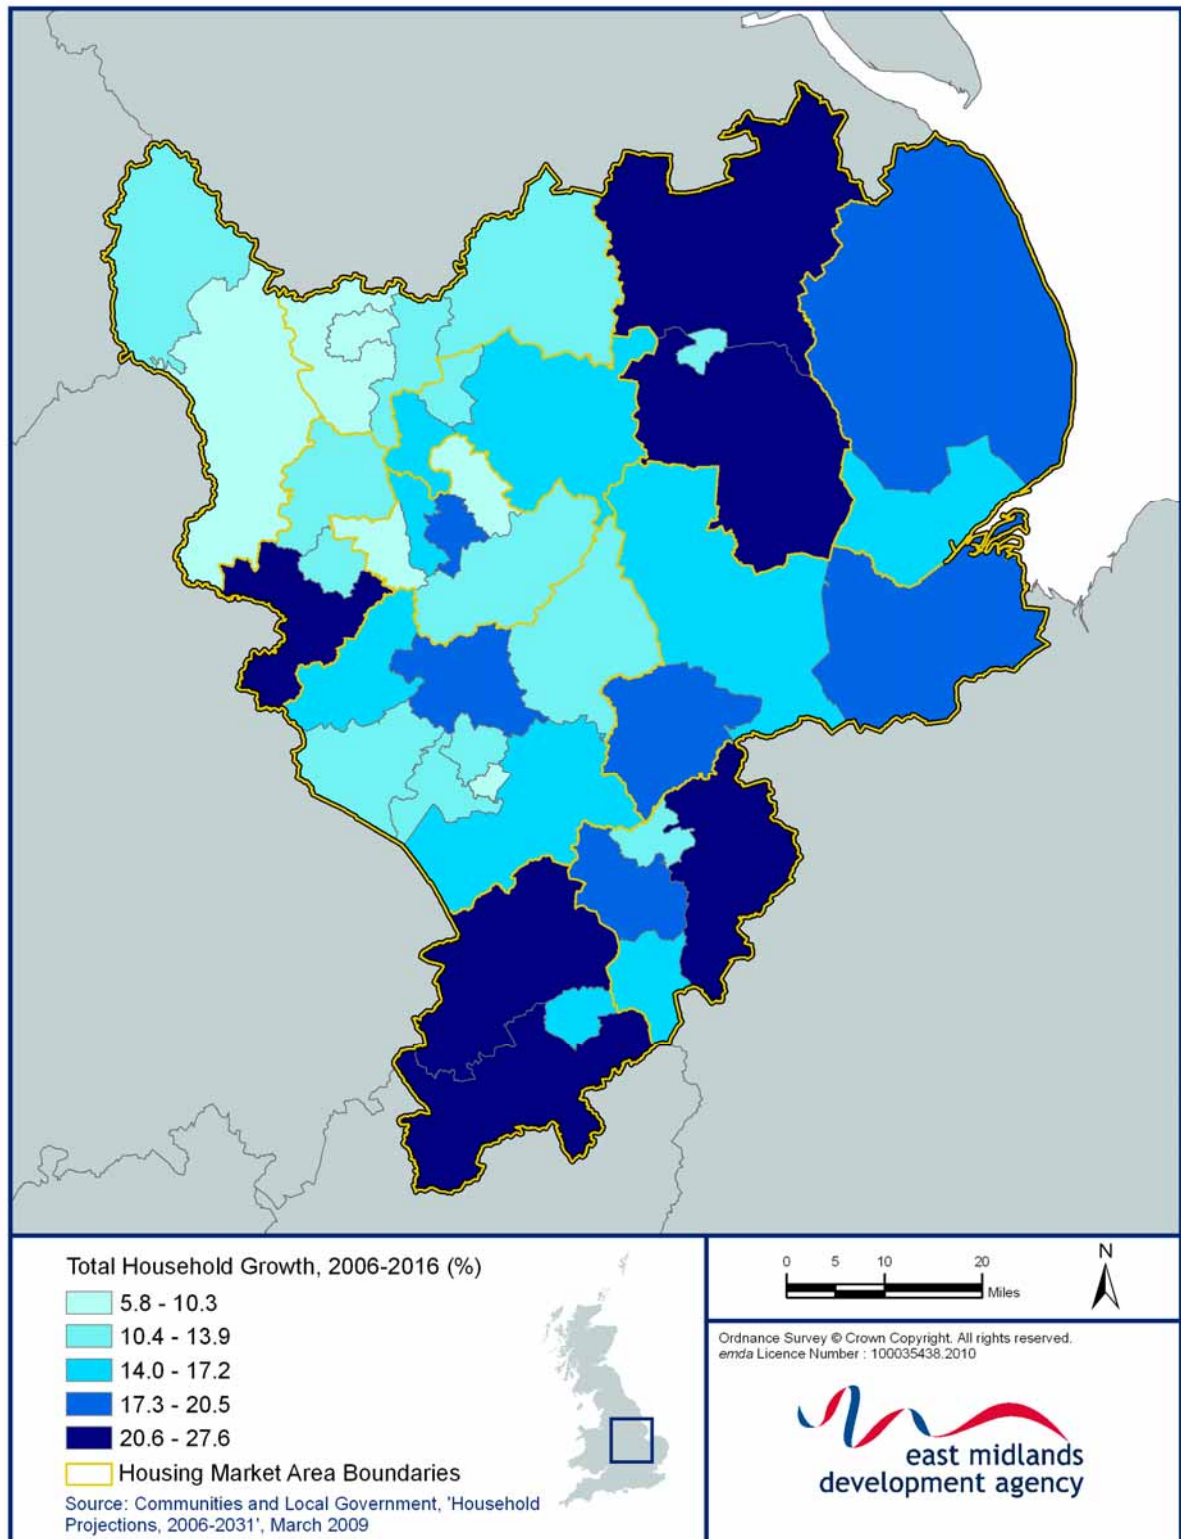 Total Household Growth, 2006-2016 (%)
5.8 - 10.3
10.4 - 13.9
14.0 - 17.2
17.3 - 20.5
20.6 - 27.6
Housing Market Area Boundaries
Source: Communities and Local Government, 'Household
Projections, 2006-2031', March 2009
0 5 10 20
Miles
N
Ordnance Survey © Crown Copyright. All rights reserved.
emda Licence Number : 100035438.2010
east midlands
development agency